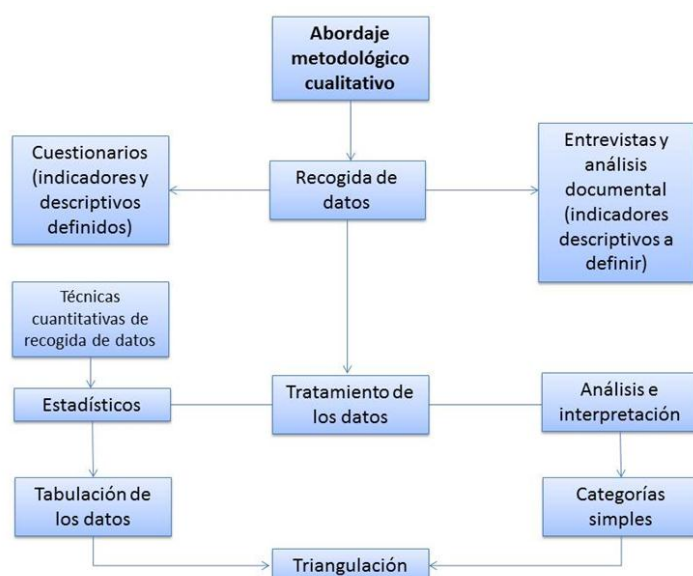 Abordaje
metodológico
cualitativo
Cuestionarios
(indicadores y
descriptivos
definidos)
Recogida de
datos
Entrevistas y
análisis
documental
(indicadores
descriptivos a
definir)
Técnicas
cuantitativas de
recogida de datos
Estadísticos
Tratamiento de
los datos
Análisis e
interpretación
Tabulación de
los datos
Categorías
simples
Triangulación